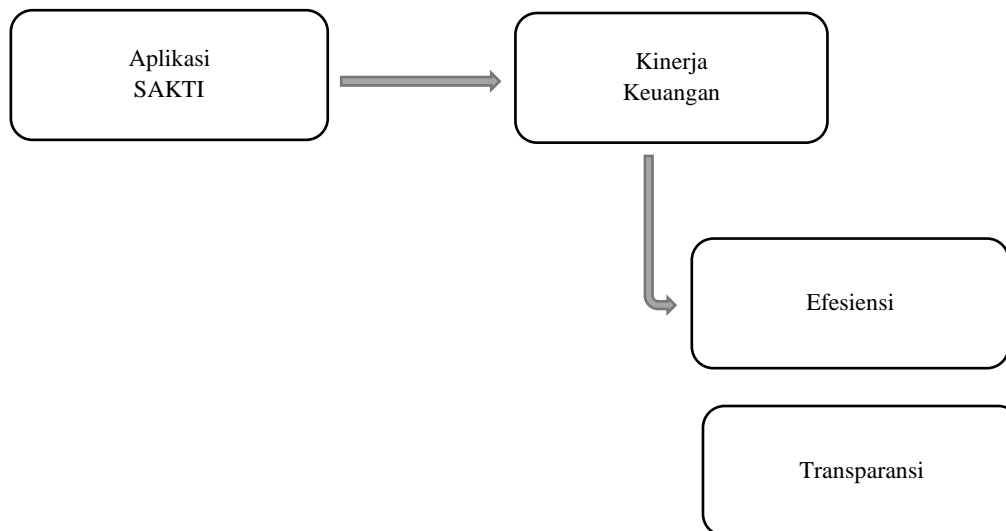 Aplikasi
SAKTI
Kinerja
Keuangan
Efesiensi
Transparansi